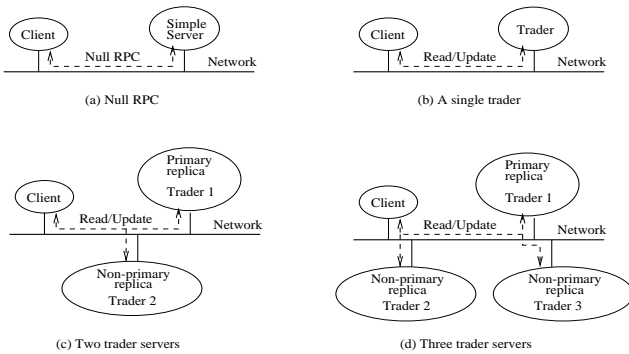 Client
Simple
Server
Null RPC
Network
(a) Null RPC
Client
Trader
Read/Update
Network
(b) A single trader
Client
Primary
replica
Trader 1
Read/Update
Network
Non-primary
replica
Trader 2
(c) Two trader servers
Client
Primary
replica
Trader 1
Read/Update
Network
Non-primary
replica
Trader 2
Non-primary
replica
Trader 3
(d) Three trader servers